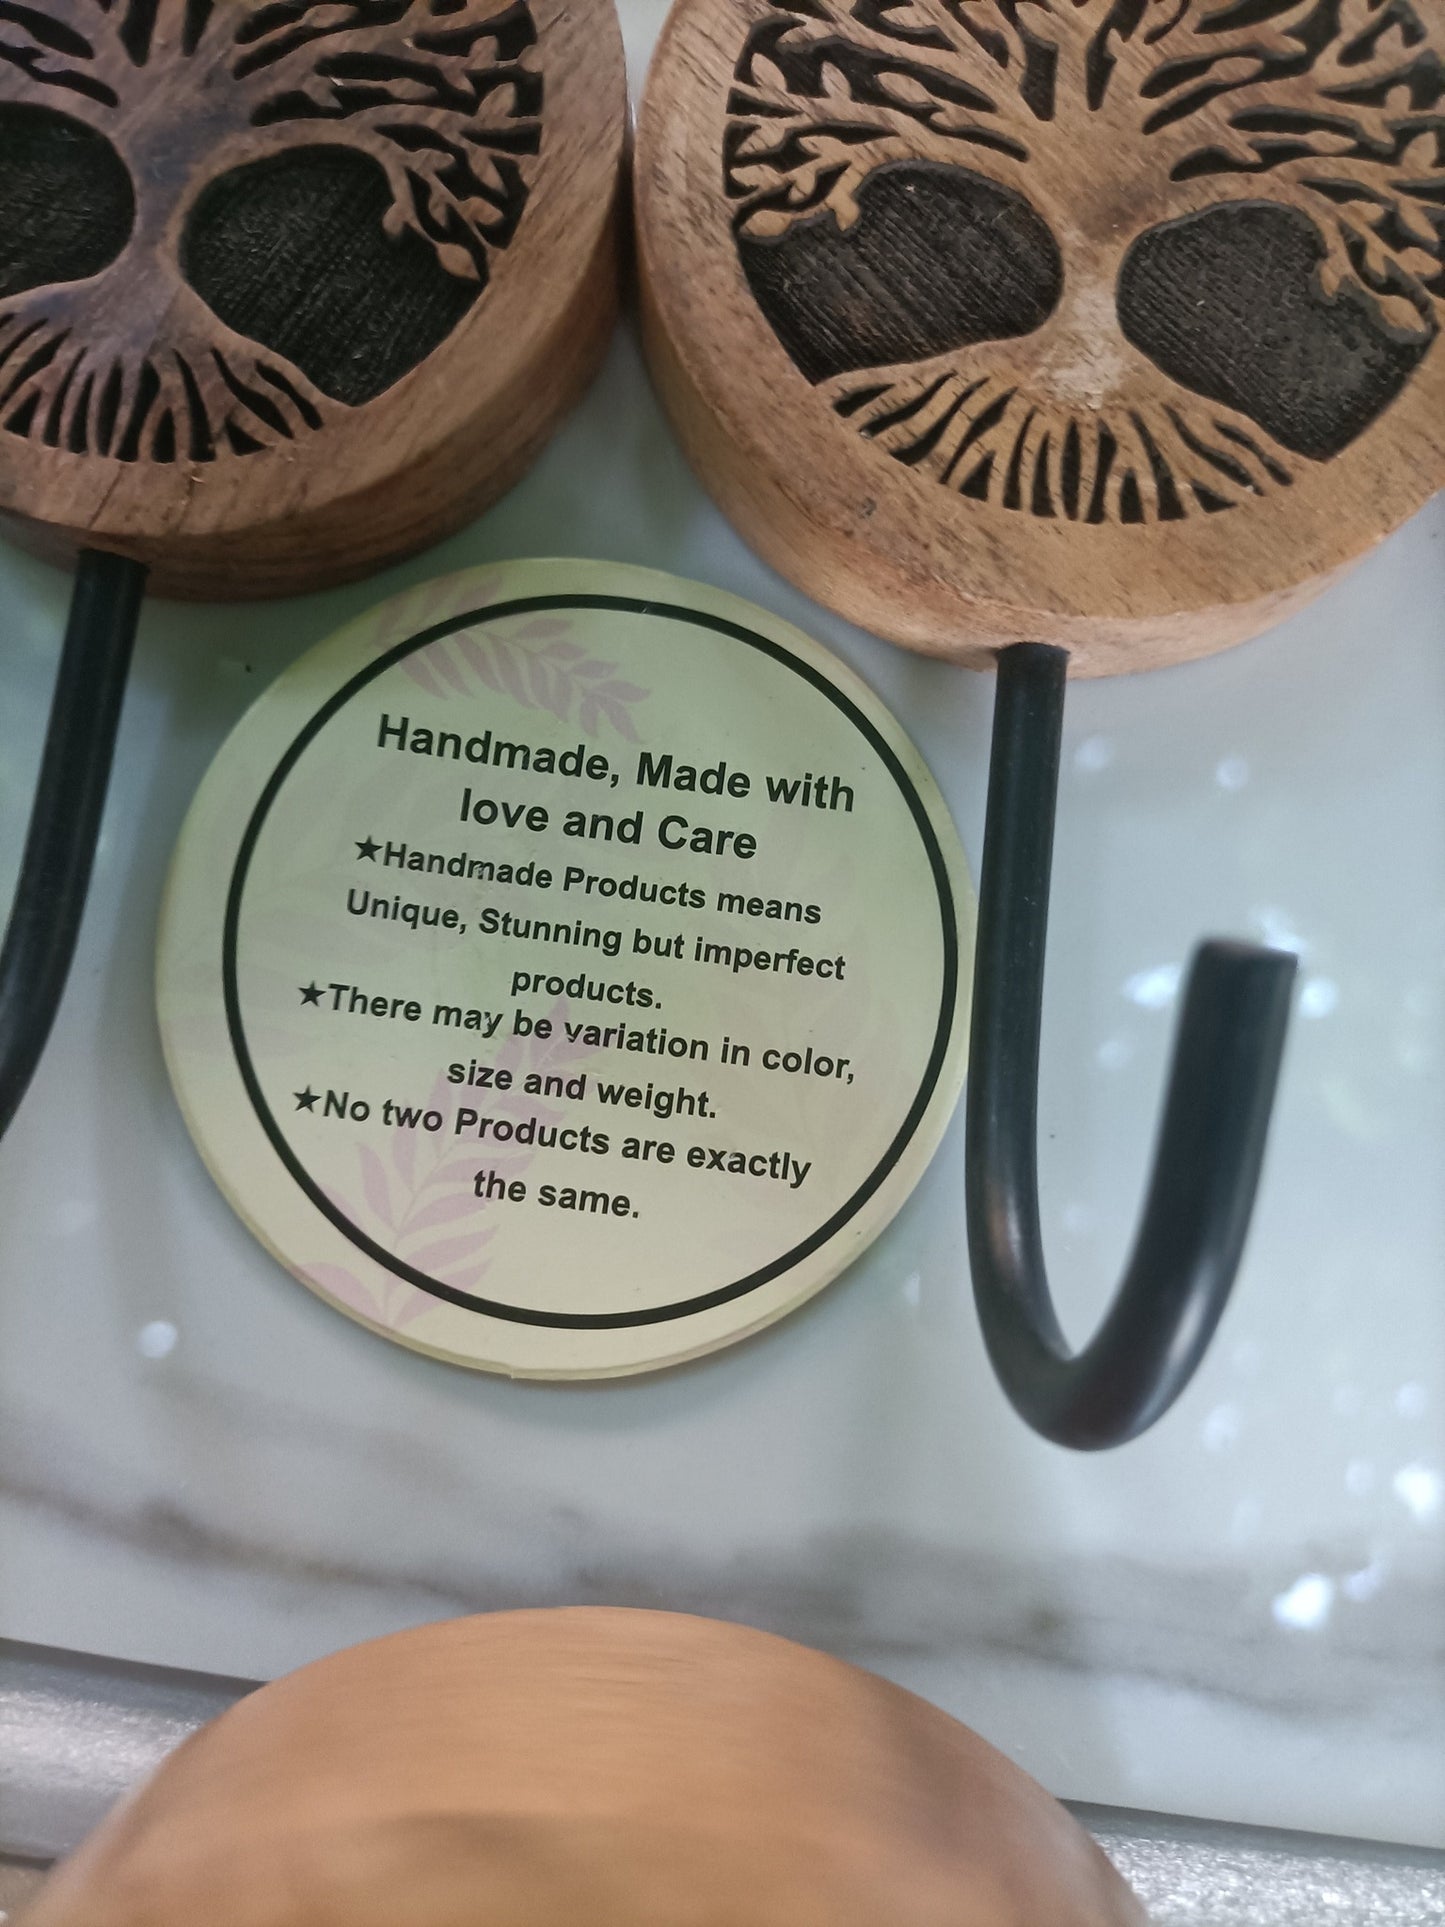 Handmade, Made with
love and Care
★Handmade Products means
Unique, Stunning but imperfect
products.
★There may be variation in color,
size and weight.
★No two Products are exactly
the same.